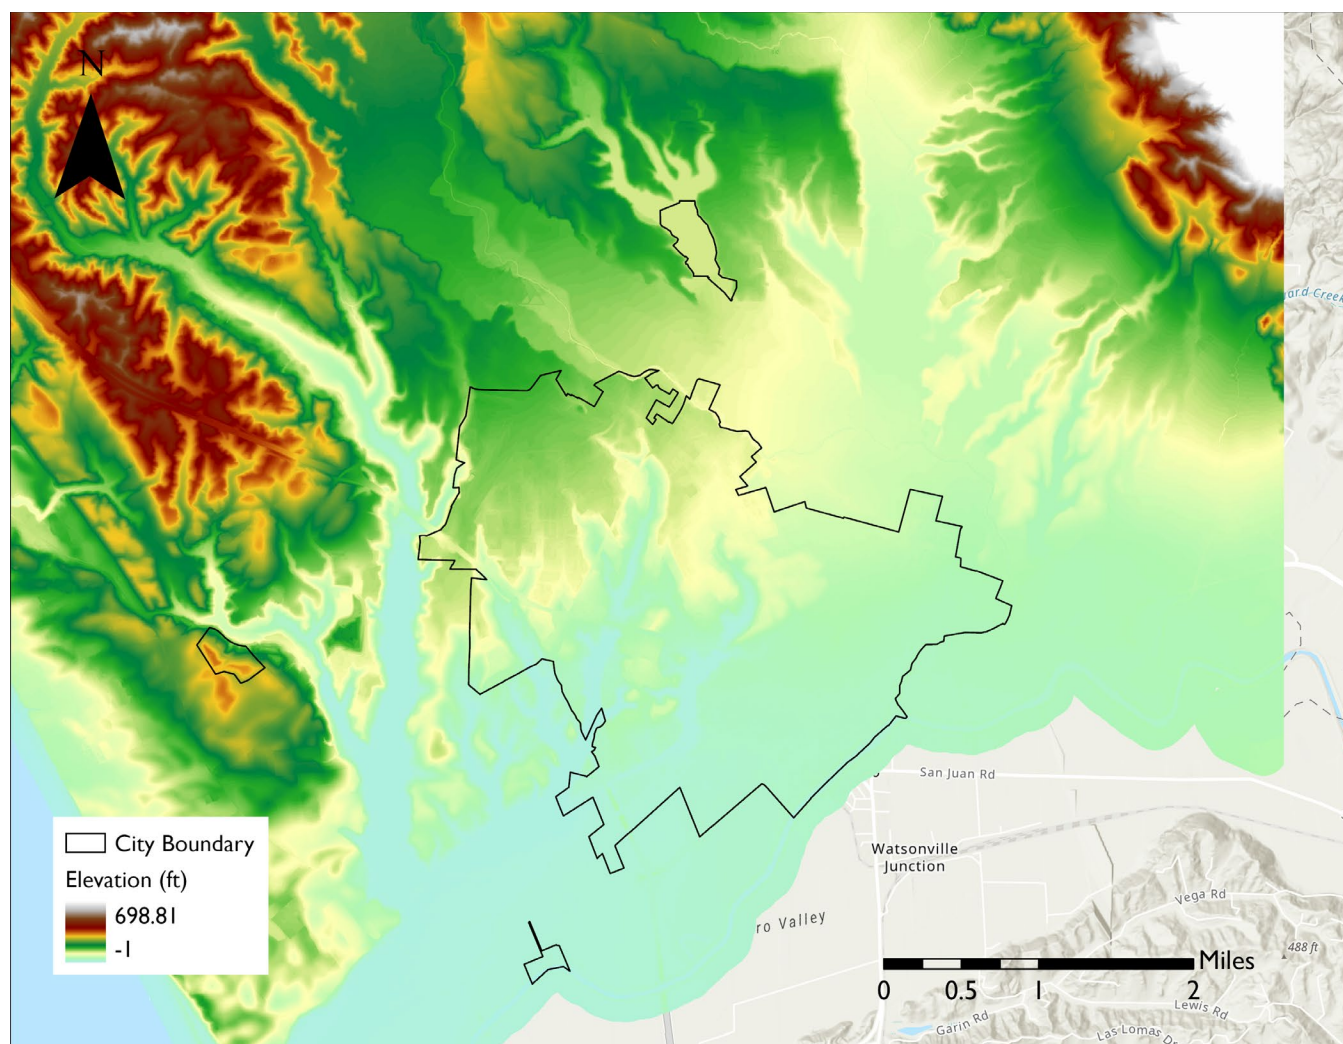 N
ard Creek
San Juan Rd
Watsonville
Junction
ro Valley
Vega Rd
488 ft
Lewis Rd
Garin Rd
Las Lomas Dr
City Boundary
Elevation (ft)
698.81
-1
Miles
0 0.5 1 2